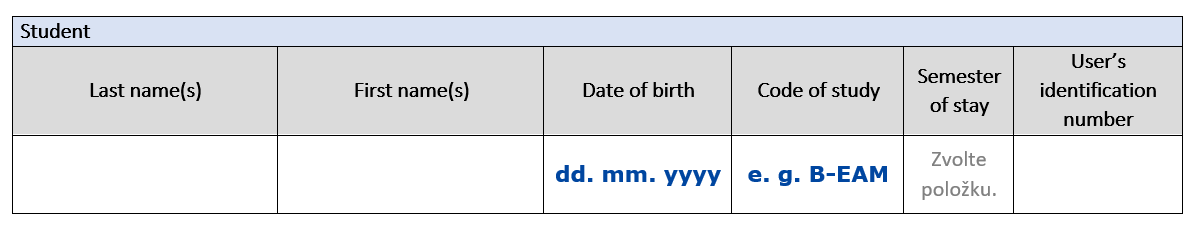 Student
Last name(s)
First name(s)
Date of birth
Code of study
Semester
of stay
User’s
identification
number
dd. mm. yyyy
e. g. B-EAM
Zvolte
položku.